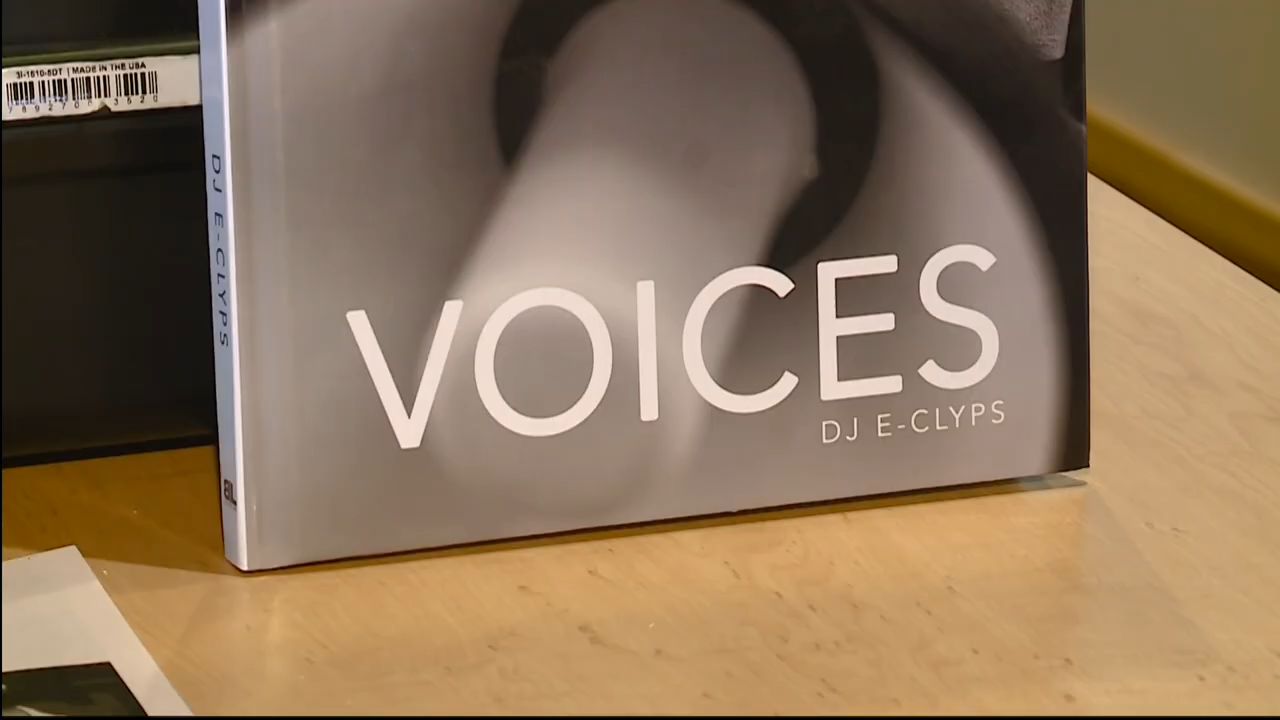 3I-1610-5DT | MADE IN THE USA
DJ E-CLYPS
VOICES
DJ E-CLYPS